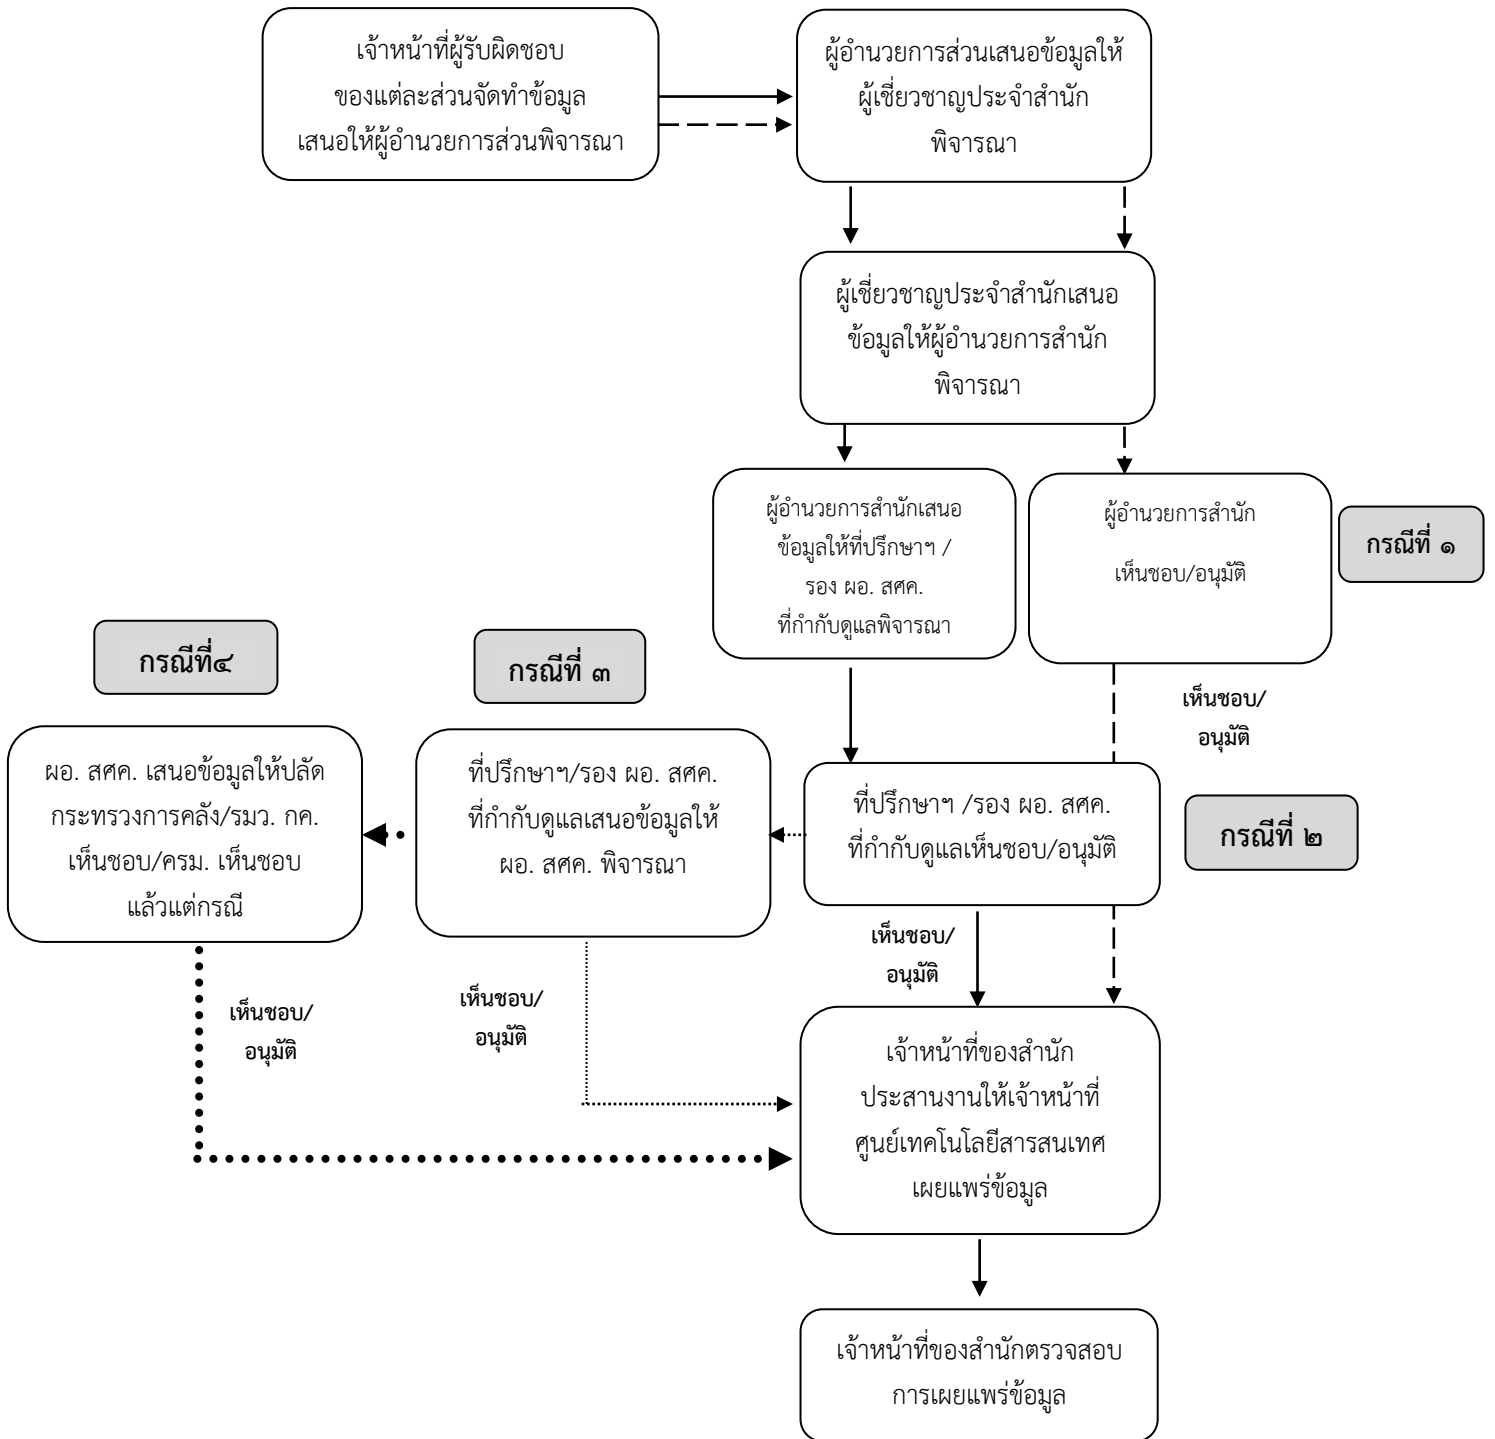 เจ้าหน้าที่ผู้รับผิดชอบ
ของแต่ละส่วนจัดทำข้อมูล
เสนอให้ผู้อำนวยการส่วนพิจารณา
ผู้อำนวยการส่วนเสนอข้อมูลให้
ผู้เชี่ยวชาญประจำสำนัก
พิจารณา
ผู้เชี่ยวชาญประจำสำนักเสนอ
ข้อมูลให้ผู้อำนวยการสำนัก
พิจารณา
ผู้อำนวยการสำนักเสนอ
ข้อมูลให้ที่ปรึกษาฯ /
รอง ผอ. สศค.
ที่กำกับดูแลพิจารณา
ผู้อำนวยการสำนัก
เห็นชอบ/อนุมัติ
กรณีที่ ๑
เห็นชอบ/
อนุมัติ
กรณีที่๔
กรณีที่ ๓
ผอ. สศค. เสนอข้อมูลให้ปลัด
กระทรวงการคลัง/รมว. กค.
เห็นชอบ/ครม. เห็นชอบ
แล้วแต่กรณี
ที่ปรึกษาฯ/รอง ผอ. สศค.
ที่กำกับดูแลเสนอข้อมูลให้
ผอ. สศค. พิจารณา
ที่ปรึกษาฯ /รอง ผอ. สศค.
ที่กำกับดูแลเห็นชอบ/อนุมัติ
กรณีที่ ๒
เห็นชอบ/
อนุมัติ
เห็นชอบ/
อนุมัติ
เห็นชอบ/
อนุมัติ
เจ้าหน้าที่ของสำนัก
ประสานงานให้เจ้าหน้าที่
ศูนย์เทคโนโลยีสารสนเทศ
เผยแพร่ข้อมูล
เจ้าหน้าที่ของสำนักตรวจสอบ
การเผยแพร่ข้อมูล